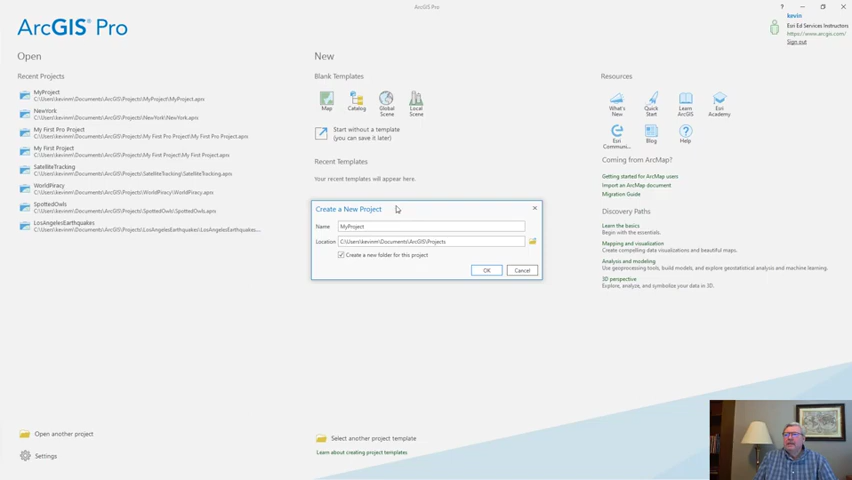 ArcGIS Pro
?
kevin
Esri Ed Services Instructors
https://www.arcgis.com
Sign out
ArcGIS® Pro
Open
Recent Projects
MyProject
C:\Users\kevinm\Documents\ArcGIS\Projects\MyProject\MyProject.aprx
NewYork
C:\Users\kevinm\Documents\ArcGIS\Projects\NewYork\NewYork.aprx
My First Pro Project
C:\Users\kevinm\Documents\ArcGIS\Projects\My First Pro Project\My First Pro Project.aprx
My First Project
C:\Users\kevinm\Documents\ArcGIS\Projects\My First Project\My First Project.aprx
SatelliteTracking
C:\Users\kevinm\Documents\ArcGIS\Projects\SatelliteTracking\SatelliteTracking.aprx
WorldPiracy
C:\Users\kevinm\Documents\ArcGIS\Projects\WorldPiracy\WorldPiracy.aprx
SpottedOwls
C:\Users\kevinm\Documents\ArcGIS\Projects\SpottedOwls\SpottedOwls.aprx
LosAngelesEarthquakes
C:\Users\kevinm\Documents\ArcGIS\Projects\LosAngelesEarthquakes\LosAngelesEarthquakes,...
Open another project
Settings
New
Blank Templates
Map
Catalog
Global
Scene
Local
Scene
Start without a template
(you can save it later)
Recent Templates
Your recent templates will appear here.
Create a New Project
Name
MyProject
Location
C:\Users\kevinm\Documents\ArcGIS\Projects
Create a new folder for this project
OK
Cancel
Select another project template
Learn about creating project templates
Resources
What's
New
Quick
Start
Learn
ArcGIS
Esri
Academy
Esri
Communi...
Blog
Help
Coming from ArcMap?
Getting started for ArcMap users
Import an ArcMap document
Migration Guide
Discovery Paths
Learn the basics
Begin with the essentials.
Mapping and visualization
Create compelling data visualizations and beautiful maps.
Analysis and modeling
Use geoprocessing tools, build models, and explore geostatistical analysis and machine learning.
3D perspective
Explore, analyze, and symbolize your data in 3D.